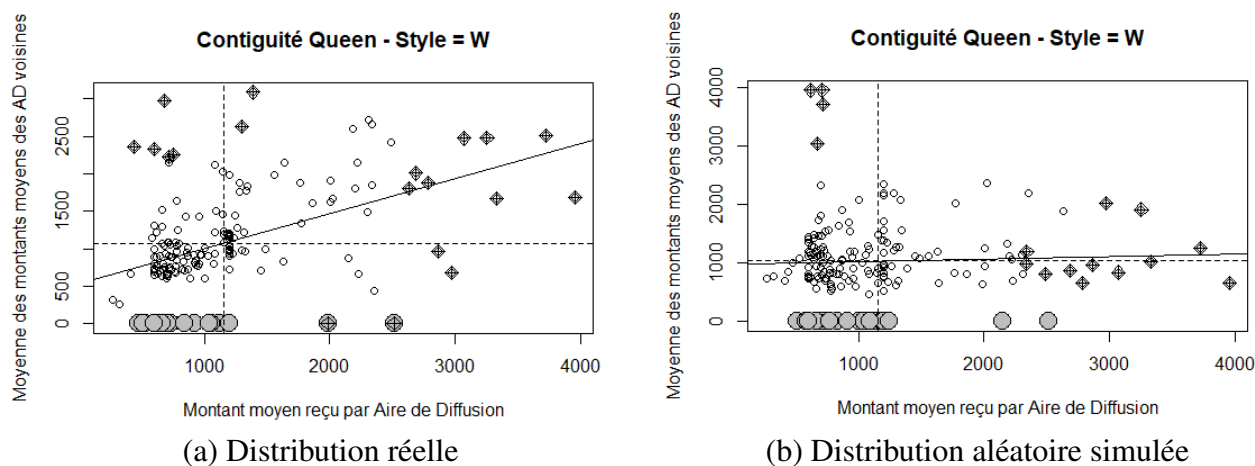 Contiguité Queen - Style = W
Moyenne des montants moyens des AD voisines
2500
1500
500
0
1000
2000
3000
4000
Montant moyen reçu par Aire de Diffusion
(a) Distribution réelle
Contiguité Queen - Style = W
Moyenne des montants moyens des AD voisines
4000
3000
2000
1000
0
1000
2000
3000
4000
Montant moyen reçu par Aire de Diffusion
(b) Distribution aléatoire simulée